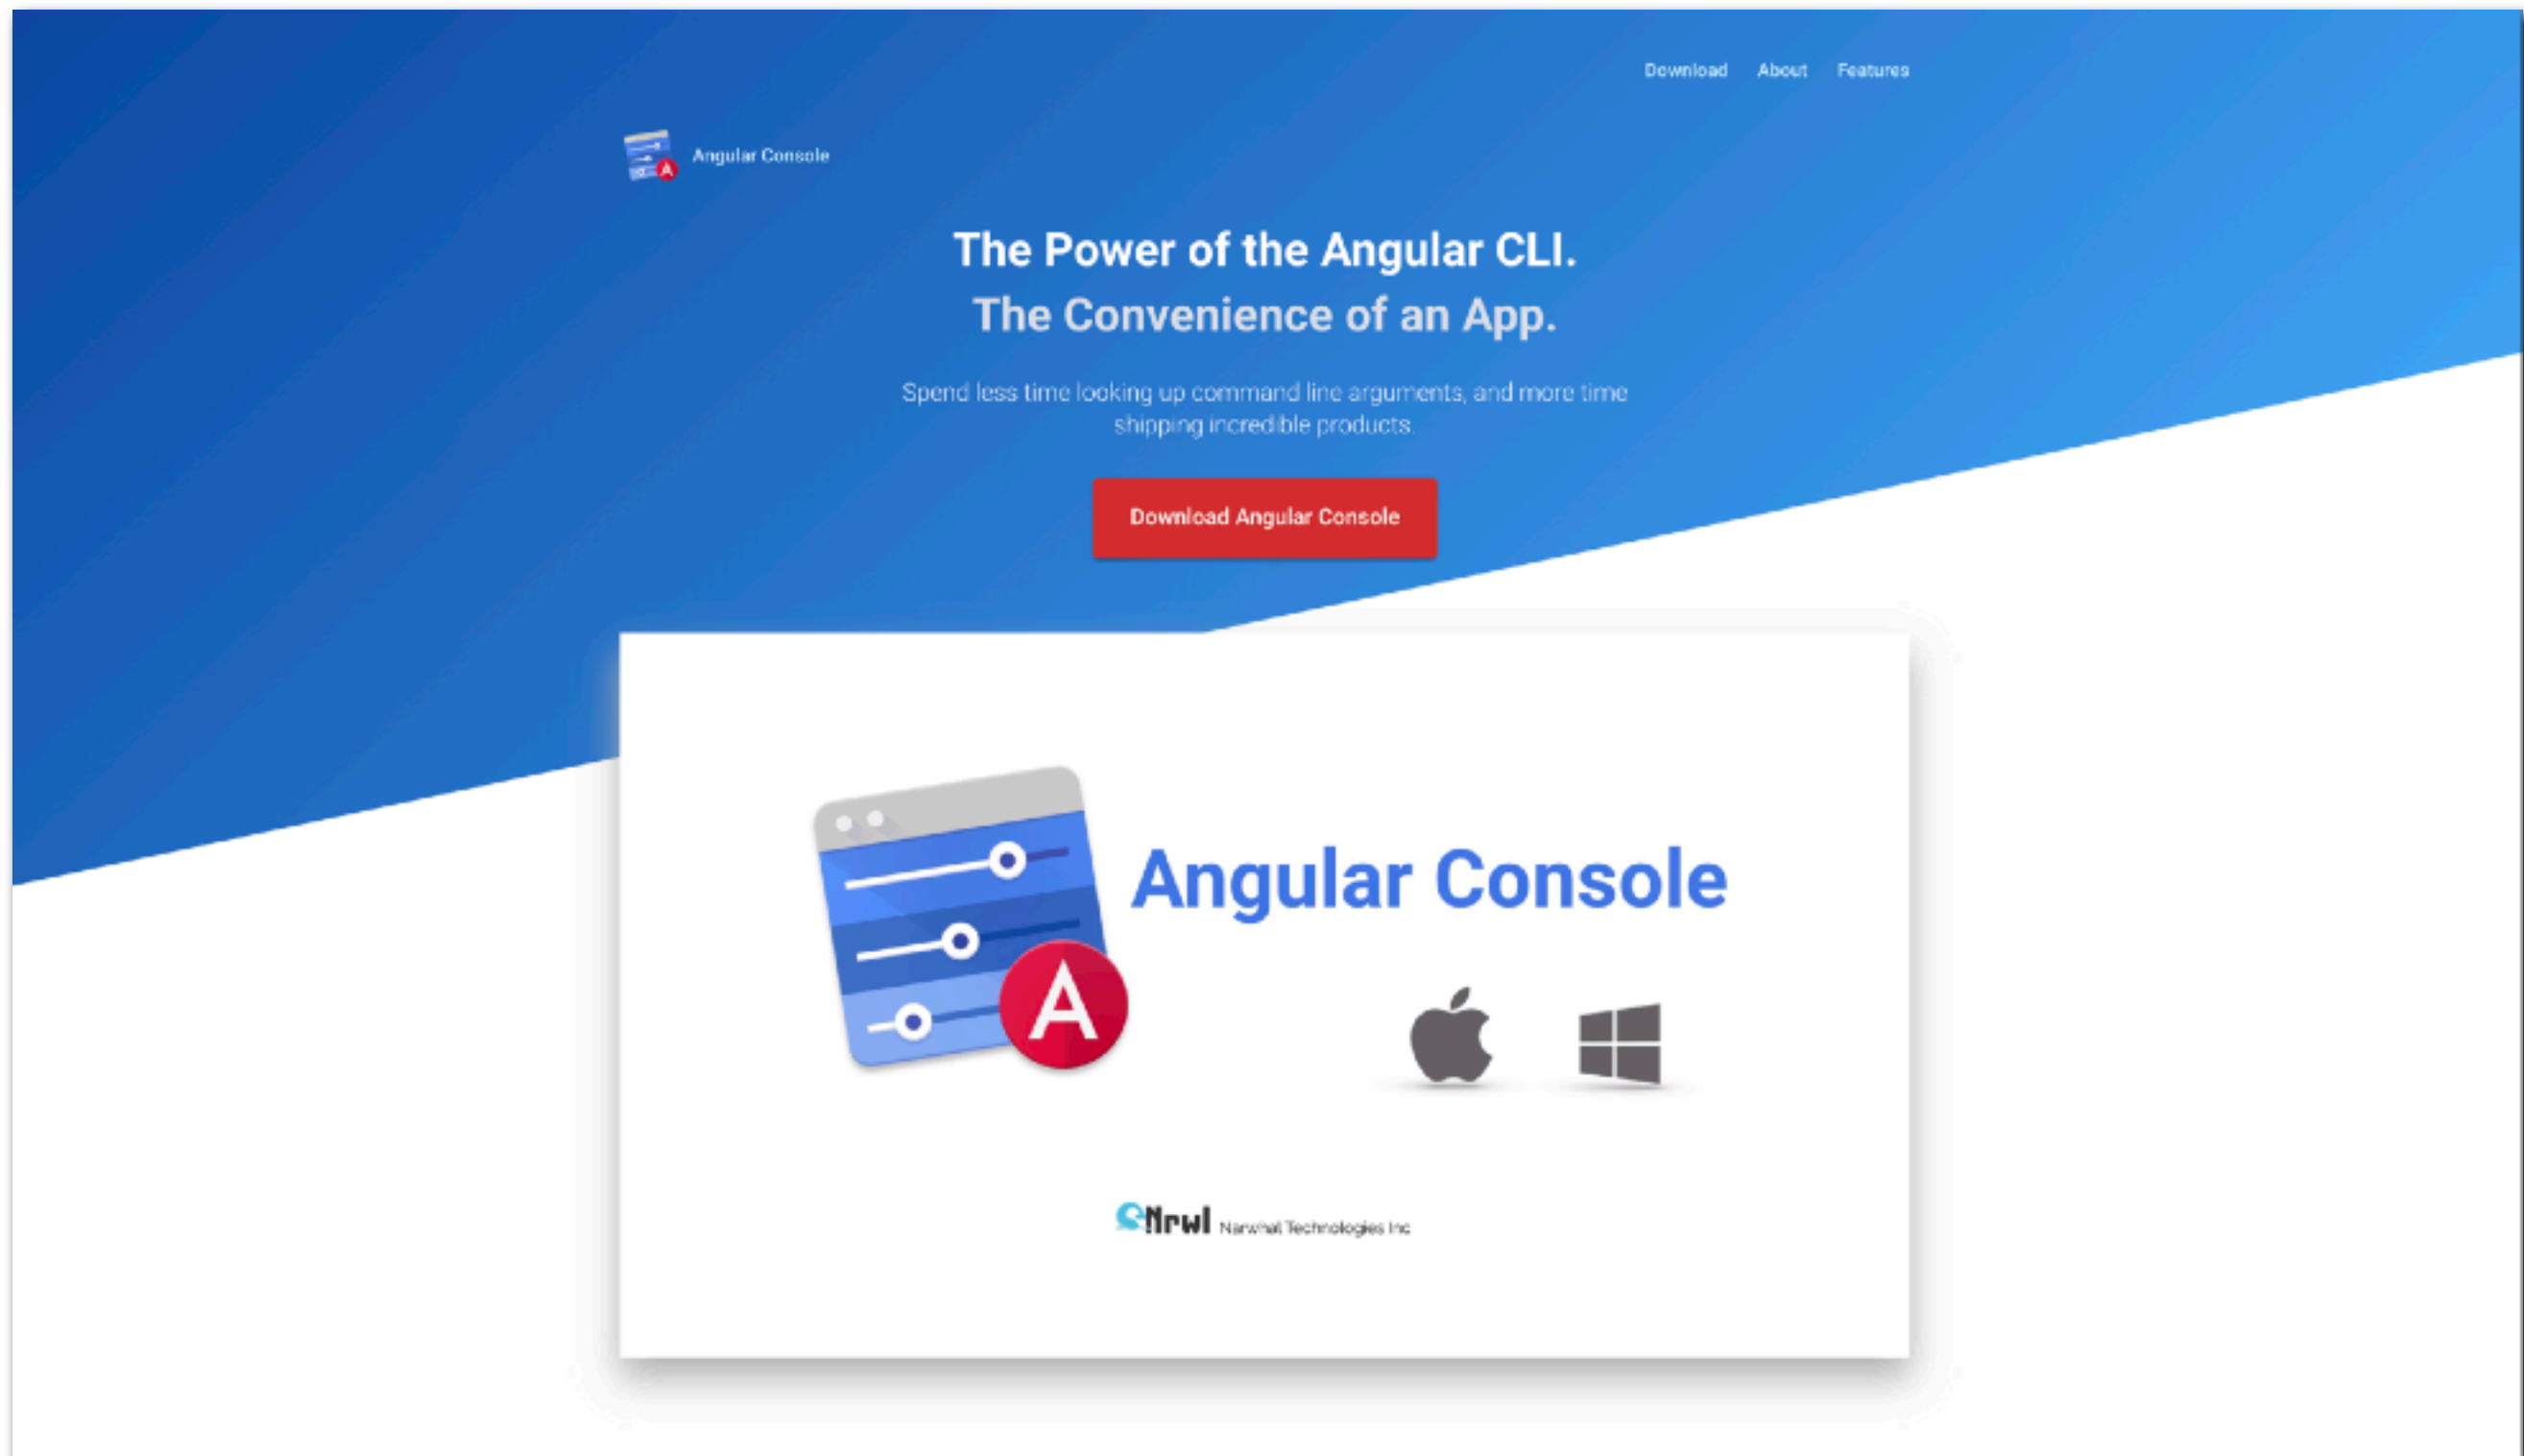 Download About Features
Angular Console
The Power of the Angular CLI.
The Convenience of an App.
Spend less time looking up command line arguments, and more time
shipping incredible products.
Download Angular Console
Angular Console
A
Nrwl Narwhal Technologies Inc